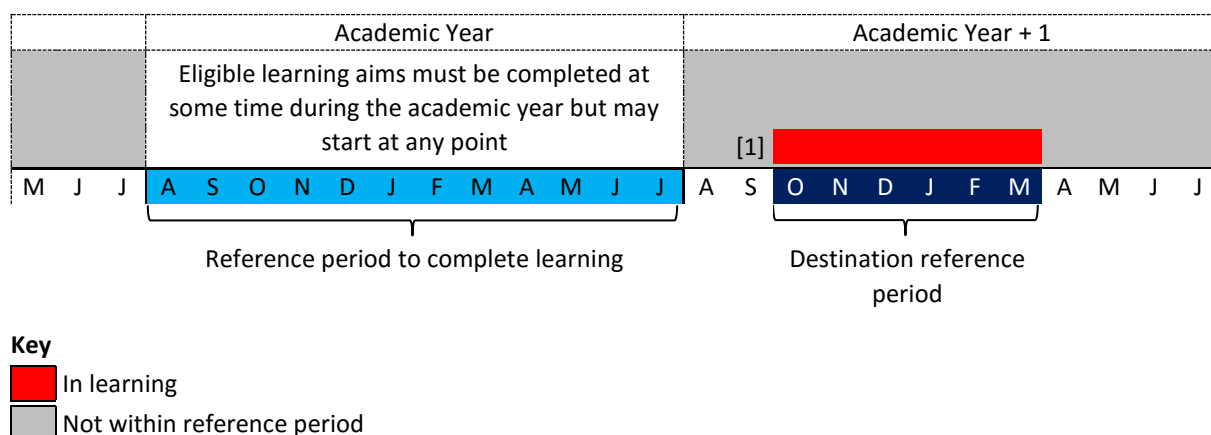 Academic Year Academic Year + 1
Eligible learning aims must be completed at
some time during the academic year but may
start at any point
[1]
M J J A S O N D J F M A M J J A S O N D J F M A M J J
Reference period to complete learning
Destination reference
period
Key
In learning
Not within reference period